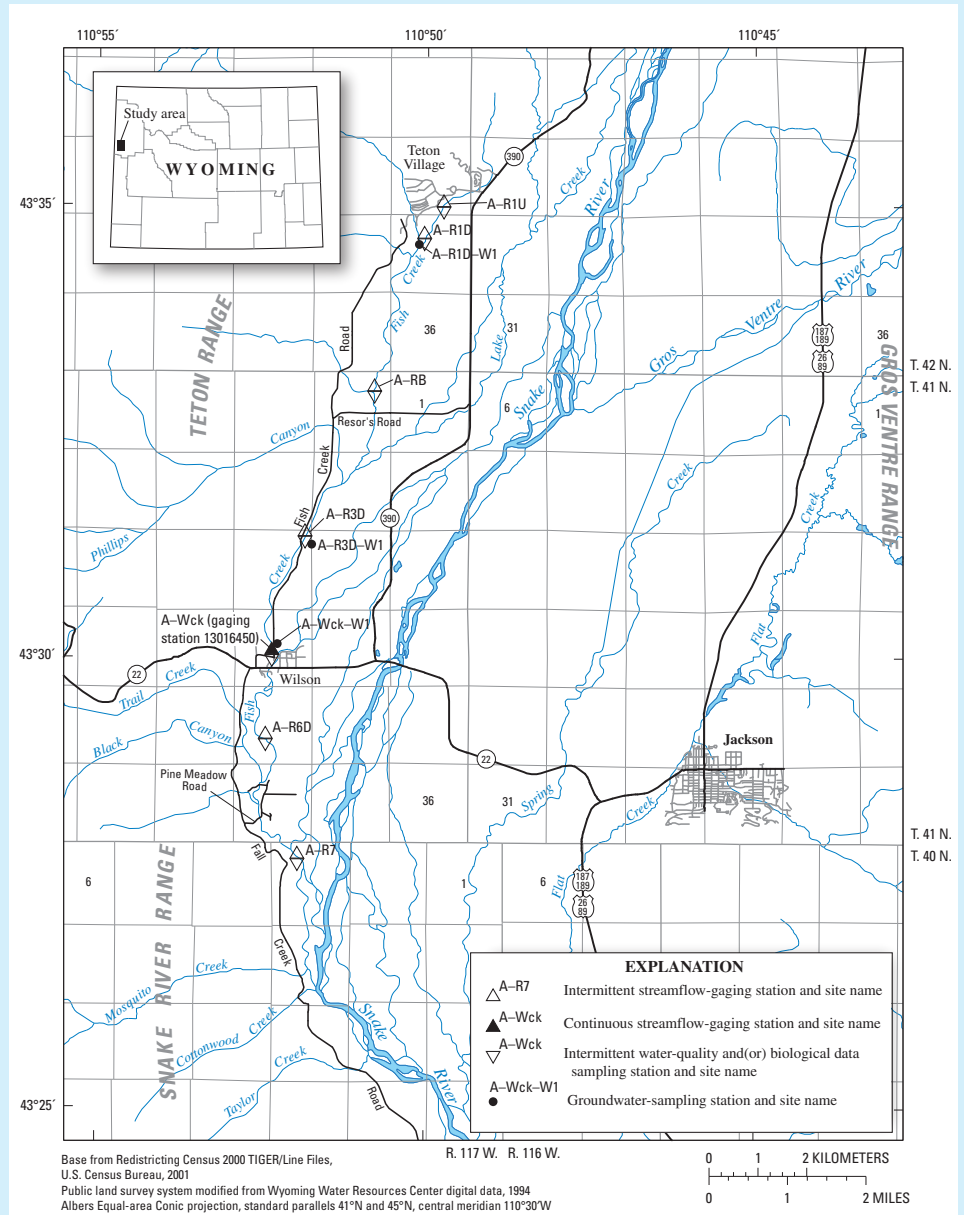 110°55′
110°50′
110°45′
Study area
WYOMING
Teton
Village
390
Creek
River
43°35′
A–R1U
A–R1D
A–R1D–W1
Creek
Fish
TETON RANGE
Road
36
31
Lake
Gros
Ventre
River
187
189
26
89
36
GROS VENTRE RANGE
T. 42 N.
T. 41 N.
A–RB
1
6
Snake
1
Resor's Road
Canyon
Creek
Creek
Creek
390
A–R3D
Fish
A–R3D–W1
Phillips
Creek
A–Wck (gaging
station 13016450)
A–Wck–W1
Flat
43°30′
22
Trail
Creek
Wilson
Fish
Black
Canyon
A–R6D
Jackson
22
Pine Meadow
Road
36
31
Spring
Creek
T. 41 N.
T. 40 N.
Fall
A–R7
6
1
6
Flat
187
189
26
89
SNAKE RIVER RANGE
Creek
Mosquito
Creek
Cottonwood
Creek
Snake
Taylor
Creek
River
Road
43°25′
EXPLANATION
A–R7
Intermittent streamflow-gaging station and site name
A–Wck
Continuous streamflow-gaging station and site name
A–Wck
Intermittent water-quality and(or) biological data
sampling station and site name
A–Wck–W1
Groundwater-sampling station and site name
R. 117 W. R. 116 W.
Base from Redistricting Census 2000 TIGER/Line Files,
U.S. Census Bureau, 2001
Public land survey system modified from Wyoming Water Resources Center digital data, 1994
Albers Equal-area Conic projection, standard parallels 41°N and 45°N, central meridian 110°30′W
0 1 2 KILOMETERS
0 1 2 MILES